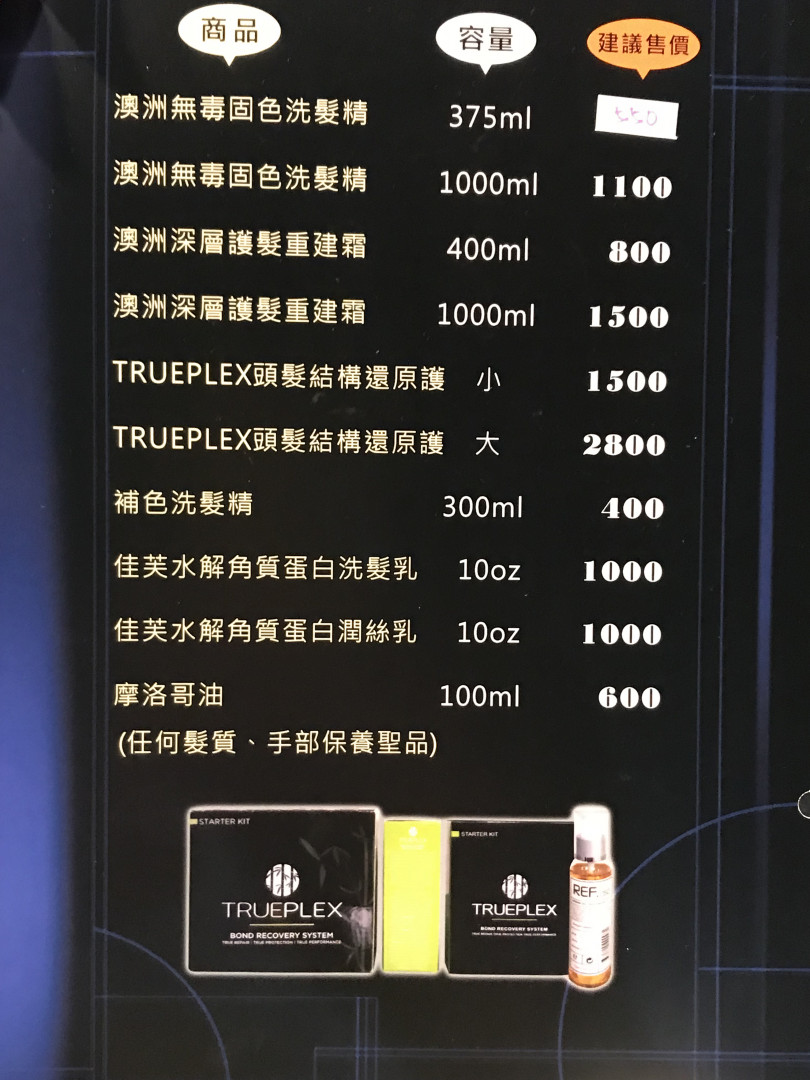 商品 容量 建議售價
澳洲無毒固色洗髮精 375ml 550
澳洲無毒固色洗髮精 1000ml 1100
澳洲深層護髮重建霜 400ml 800
澳洲深層護髮重建霜 1000ml 1500
TRUEPLEX頭髮結構還原護 小 1500
TRUEPLEX頭髮結構還原護 大 2800
補色洗髮精 300ml 400
佳芙水解角質蛋白洗髮乳 10oz 1000
佳芙水解角質蛋白潤絲乳 10oz 1000
摩洛哥油 100ml 600
(任何髮質、手部保養聖品)
STARTER KIT
TRUEPLEX
BOND RECOVERY SYSTEM
TRUE REPAIR | TRUE PROTECTION | TRUE PERFORMANCE
STARTER KIT
TRUEPLEX
BOND RECOVERY SYSTEM
REF.